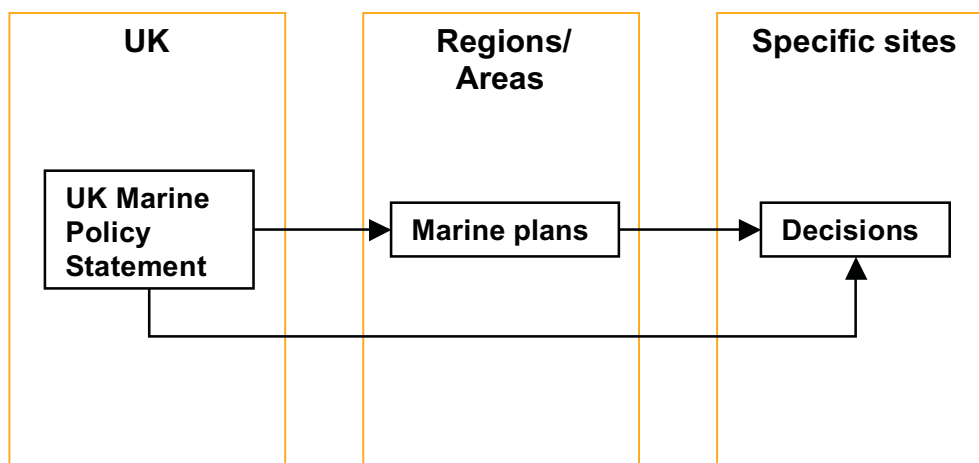 UK
Regions/
Areas
Specific sites
UK Marine
Policy
Statement
Marine plans
Decisions